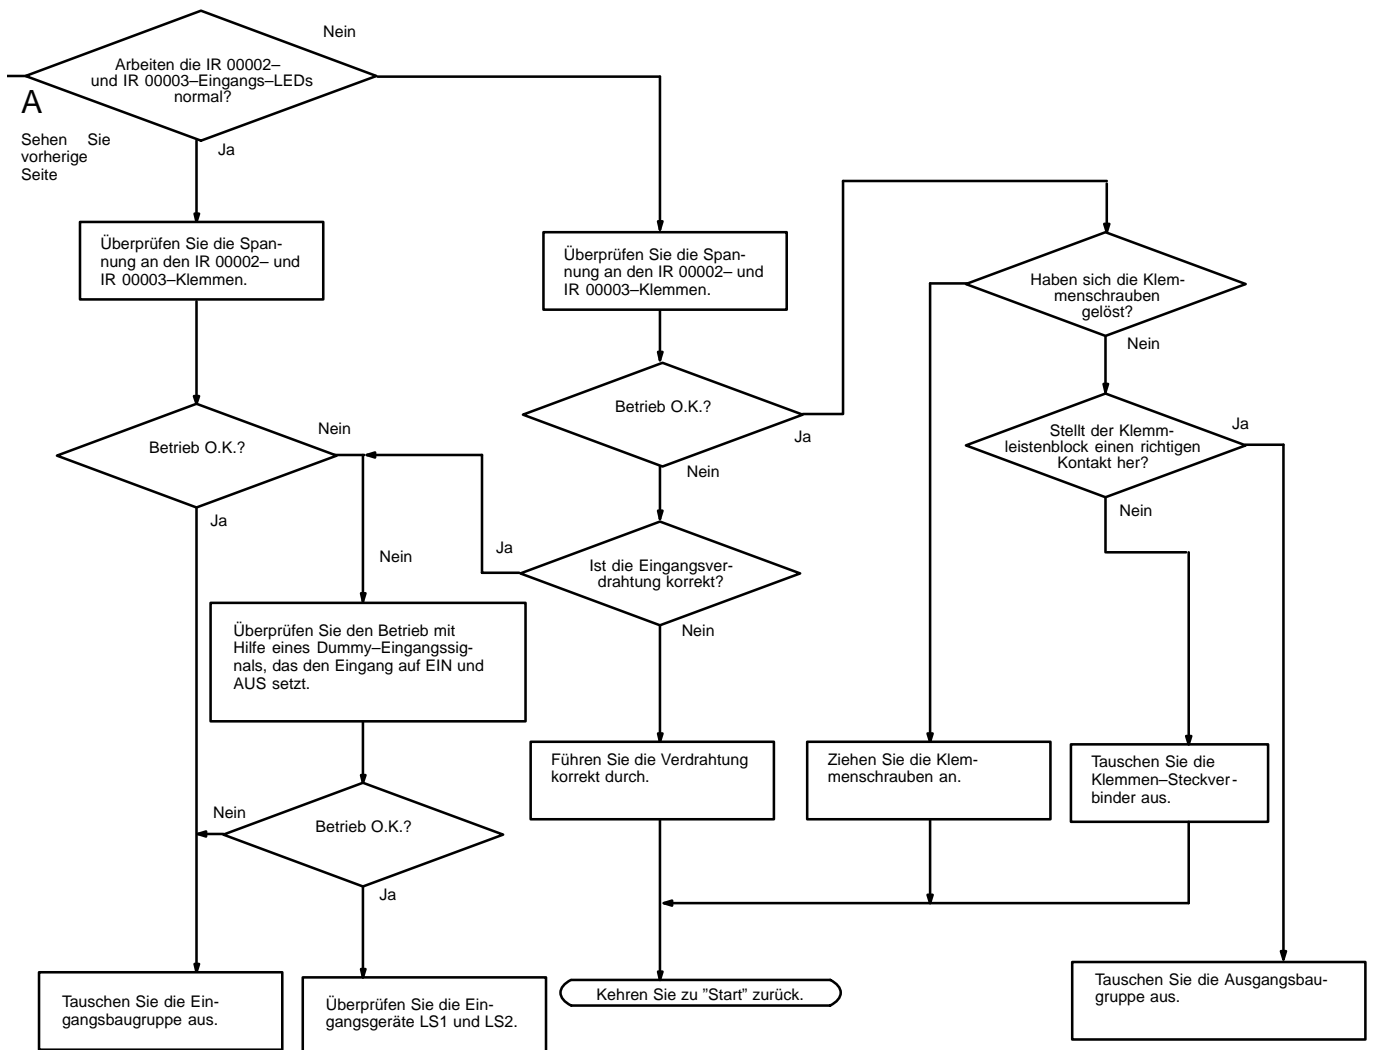 Nein
Arbeiten die IR 00002–
und IR 00003–Eingangs–LEDs
normal?
A
Sehen Sie
vorherige
Seite
Ja
Überprüfen Sie die Span-
nung an den IR 00002– und
IR 00003–Klemmen.
Überprüfen Sie die Span-
nung an den IR 00002– und
IR 00003–Klemmen.
Haben sich die Klem-
menschrauben
gelöst?
Nein
Betrieb O.K.?
Nein
Ja
Betrieb O.K.?
Ja
Nein
Stellt der Klemm-
leistenblock einen richtigen
Kontakt her?
Ja
Nein
Nein
Ja
Ist die Eingangsver-
drahtung korrekt?
Nein
Überprüfen Sie den Betrieb mit
Hilfe eines Dummy–Eingangssig-
nals, das den Eingang auf EIN und
AUS setzt.
Führen Sie die Verdrahtung
korrekt durch.
Ziehen Sie die Klem-
menschrauben an.
Tauschen Sie die
Klemmen–Steckver-
binder aus.
Nein
Betrieb O.K.?
Ja
Tauschen Sie die Ein-
gangsbaugruppe aus.
Überprüfen Sie die Ein-
gangsgeräte LS1 und LS2.
Kehren Sie zu ”Start” zurück.
Tauschen Sie die Ausgangsbau-
gruppe aus.